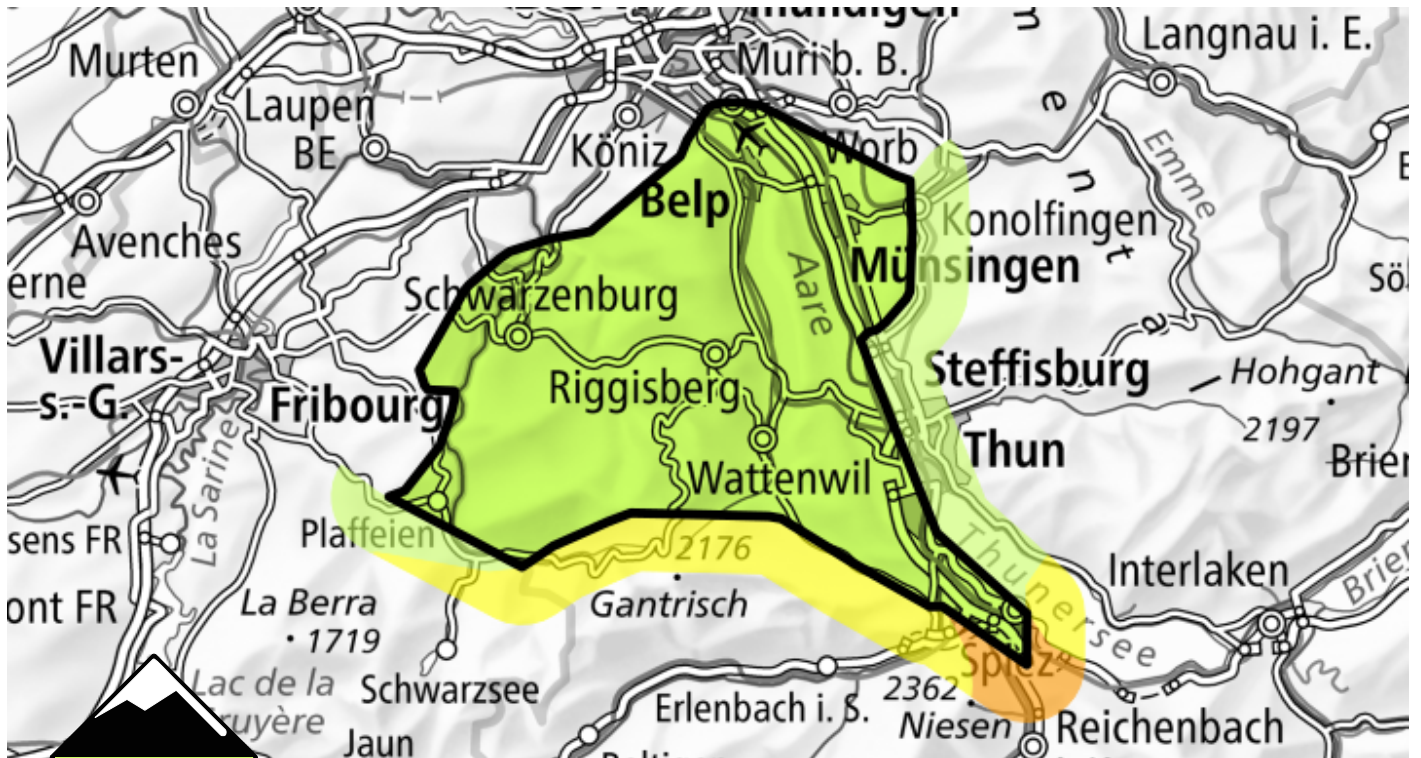 Langnau i. E.
Murten
Muri b. B.
Laupen
BE
Köniz
Worb
Emme
Belp
Konolfingen
Avenches
erne
Aare
Münsingen
Schwarzenburg
Villars-
s.-G.
Steffisburg
Hohgant
2197
Riggisberg
Fribourg
La Sarine
Thun
Brien
Wattenwil
Plaffeien
sens FR
2176
Gantrisch
Thunersee
Interlaken
Brien
ont FR
La Berra
1719
Spiez
Lac de la
Schwarzsee
Erlenbach i. S.
2362
Niesen
Reichenbach
Jaun